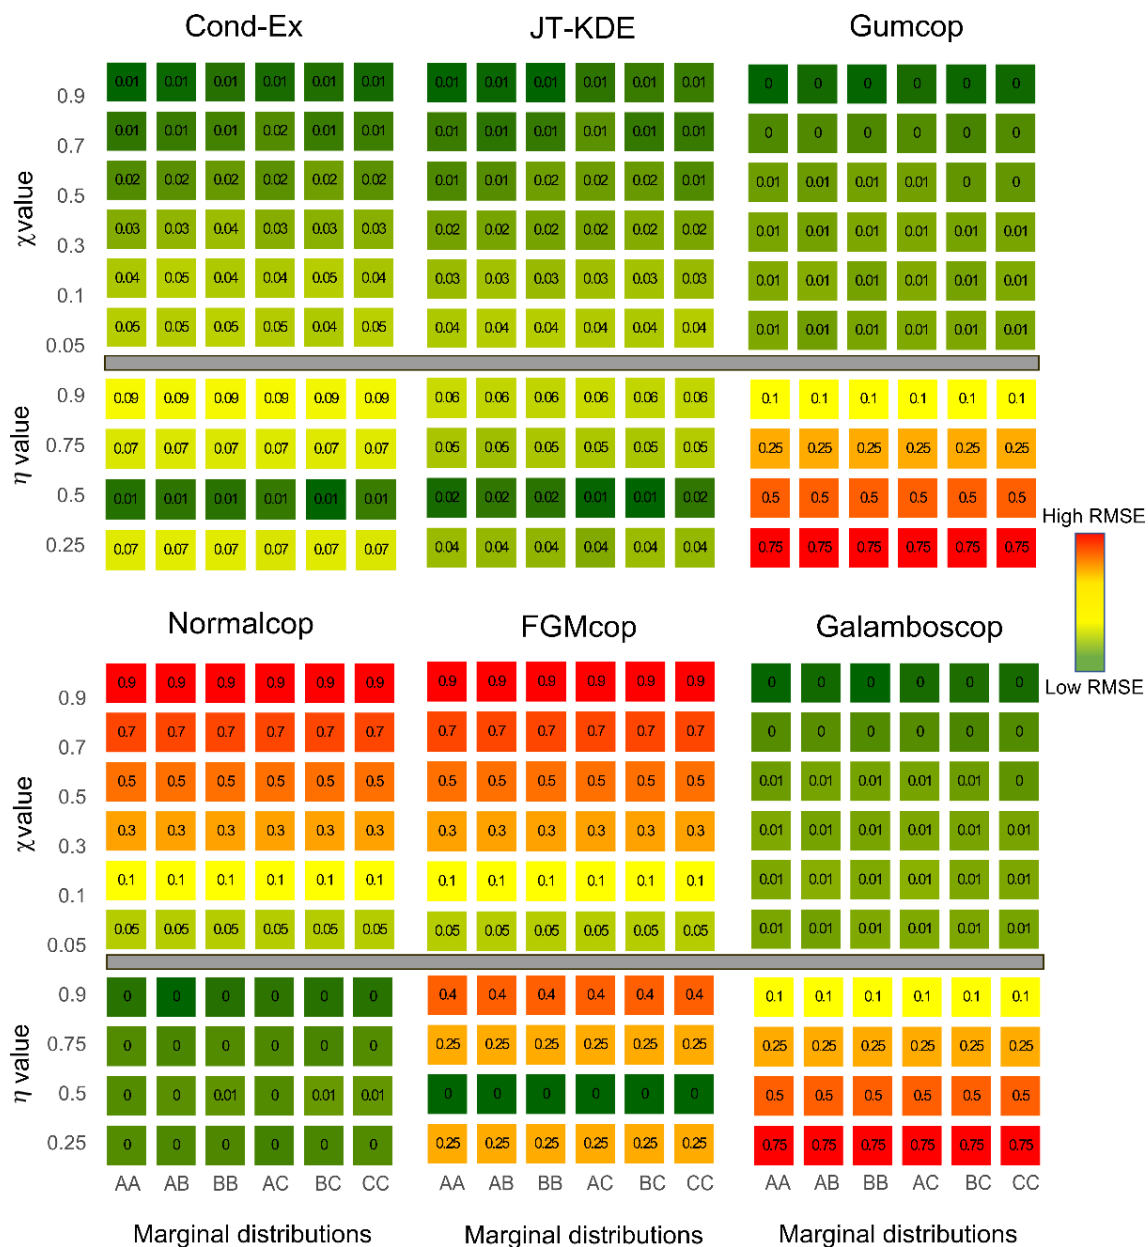 Cond-Ex JT-KDE Gumcop
0.9 0.01 0.01 0.01 0.01 0.01 0.01 0.01 0.01 0.01 0.01 0.01 0.01 0 0 0 0 0 0
0.7 0.01 0.01 0.01 0.02 0.01 0.01 0.01 0.01 0.01 0.01 0.01 0.01 0 0 0 0 0 0
0.5 0.02 0.02 0.02 0.02 0.02 0.02 0.01 0.01 0.02 0.02 0.02 0.01 0.01 0.01 0.01 0.01 0 0
χvalue
0.3 0.03 0.03 0.04 0.03 0.03 0.03 0.02 0.02 0.02 0.02 0.02 0.02 0.01 0.01 0.01 0.01 0.01 0.01
0.1 0.04 0.05 0.04 0.04 0.05 0.04 0.03 0.03 0.03 0.03 0.03 0.03 0.01 0.01 0.01 0.01 0.01 0.01
0.05 0.05 0.05 0.05 0.05 0.04 0.05 0.04 0.04 0.04 0.04 0.04 0.04 0.01 0.01 0.01 0.01 0.01 0.01
0.9 0.09 0.09 0.09 0.09 0.09 0.09 0.06 0.06 0.06 0.06 0.06 0.06 0.1 0.1 0.1 0.1 0.1 0.1
0.75 0.07 0.07 0.07 0.07 0.07 0.07 0.05 0.05 0.05 0.05 0.05 0.05 0.25 0.25 0.25 0.25 0.25 0.25
η value
0.5 0.01 0.01 0.01 0.01 0.01 0.01 0.02 0.02 0.02 0.01 0.01 0.02 0.5 0.5 0.5 0.5 0.5 0.5
0.25 0.07 0.07 0.07 0.07 0.07 0.07 0.04 0.04 0.04 0.04 0.04 0.04 0.75 0.75 0.75 0.75 0.75 0.75
High RMSE
Low RMSE
Normalcop FGMcop Galamboscop
0.9 0.9 0.9 0.9 0.9 0.9 0.9 0.9 0.9 0.9 0.9 0.9 0.9 0 0 0 0 0 0
0.7 0.7 0.7 0.7 0.7 0.7 0.7 0.7 0.7 0.7 0.7 0.7 0.7 0 0 0 0 0 0
0.5 0.5 0.5 0.5 0.5 0.5 0.5 0.5 0.5 0.5 0.5 0.5 0.5 0.01 0.01 0.01 0.01 0.01 0
χvalue
0.3 0.3 0.3 0.3 0.3 0.3 0.3 0.3 0.3 0.3 0.3 0.3 0.3 0.01 0.01 0.01 0.01 0.01 0.01
0.1 0.1 0.1 0.1 0.1 0.1 0.1 0.1 0.1 0.1 0.1 0.1 0.1 0.01 0.01 0.01 0.01 0.01 0.01
0.05 0.05 0.05 0.05 0.05 0.05 0.05 0.05 0.05 0.05 0.05 0.05 0.05 0.01 0.01 0.01 0.01 0.01 0.01
0.9 0 0 0 0 0 0 0.4 0.4 0.4 0.4 0.4 0.4 0.1 0.1 0.1 0.1 0.1 0.1
0.75 0 0 0 0 0 0 0.25 0.25 0.25 0.25 0.25 0.25 0.25 0.25 0.25 0.25 0.25 0.25
η value
0.5 0 0 0.01 0 0.01 0.01 0 0 0 0 0 0 0.5 0.5 0.5 0.5 0.5 0.5
0.25 0 0 0 0 0 0 0.25 0.25 0.25 0.25 0.25 0.25 0.75 0.75 0.75 0.75 0.75 0.75
AA AB BB AC BC CC AA AB BB AC BC CC AA AB BB AC BC CC
Marginal distributions Marginal distributions Marginal distributions